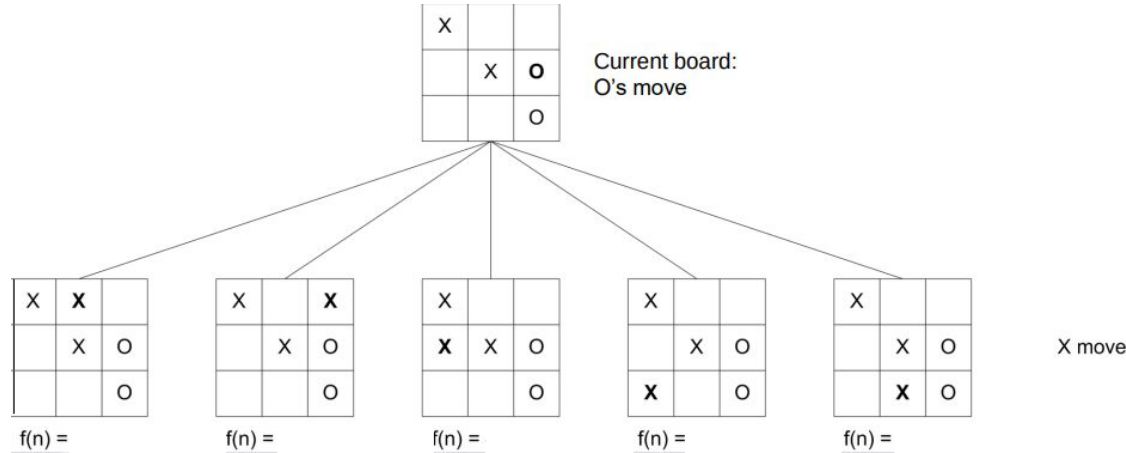 X
X O
O
Current board:
O's move
X X
X O
O
X X
X O
O
X
X X O
O
X
X O
X O
X
X O
X O
X move
f(n) =
f(n) =
f(n) =
f(n) =
f(n) =